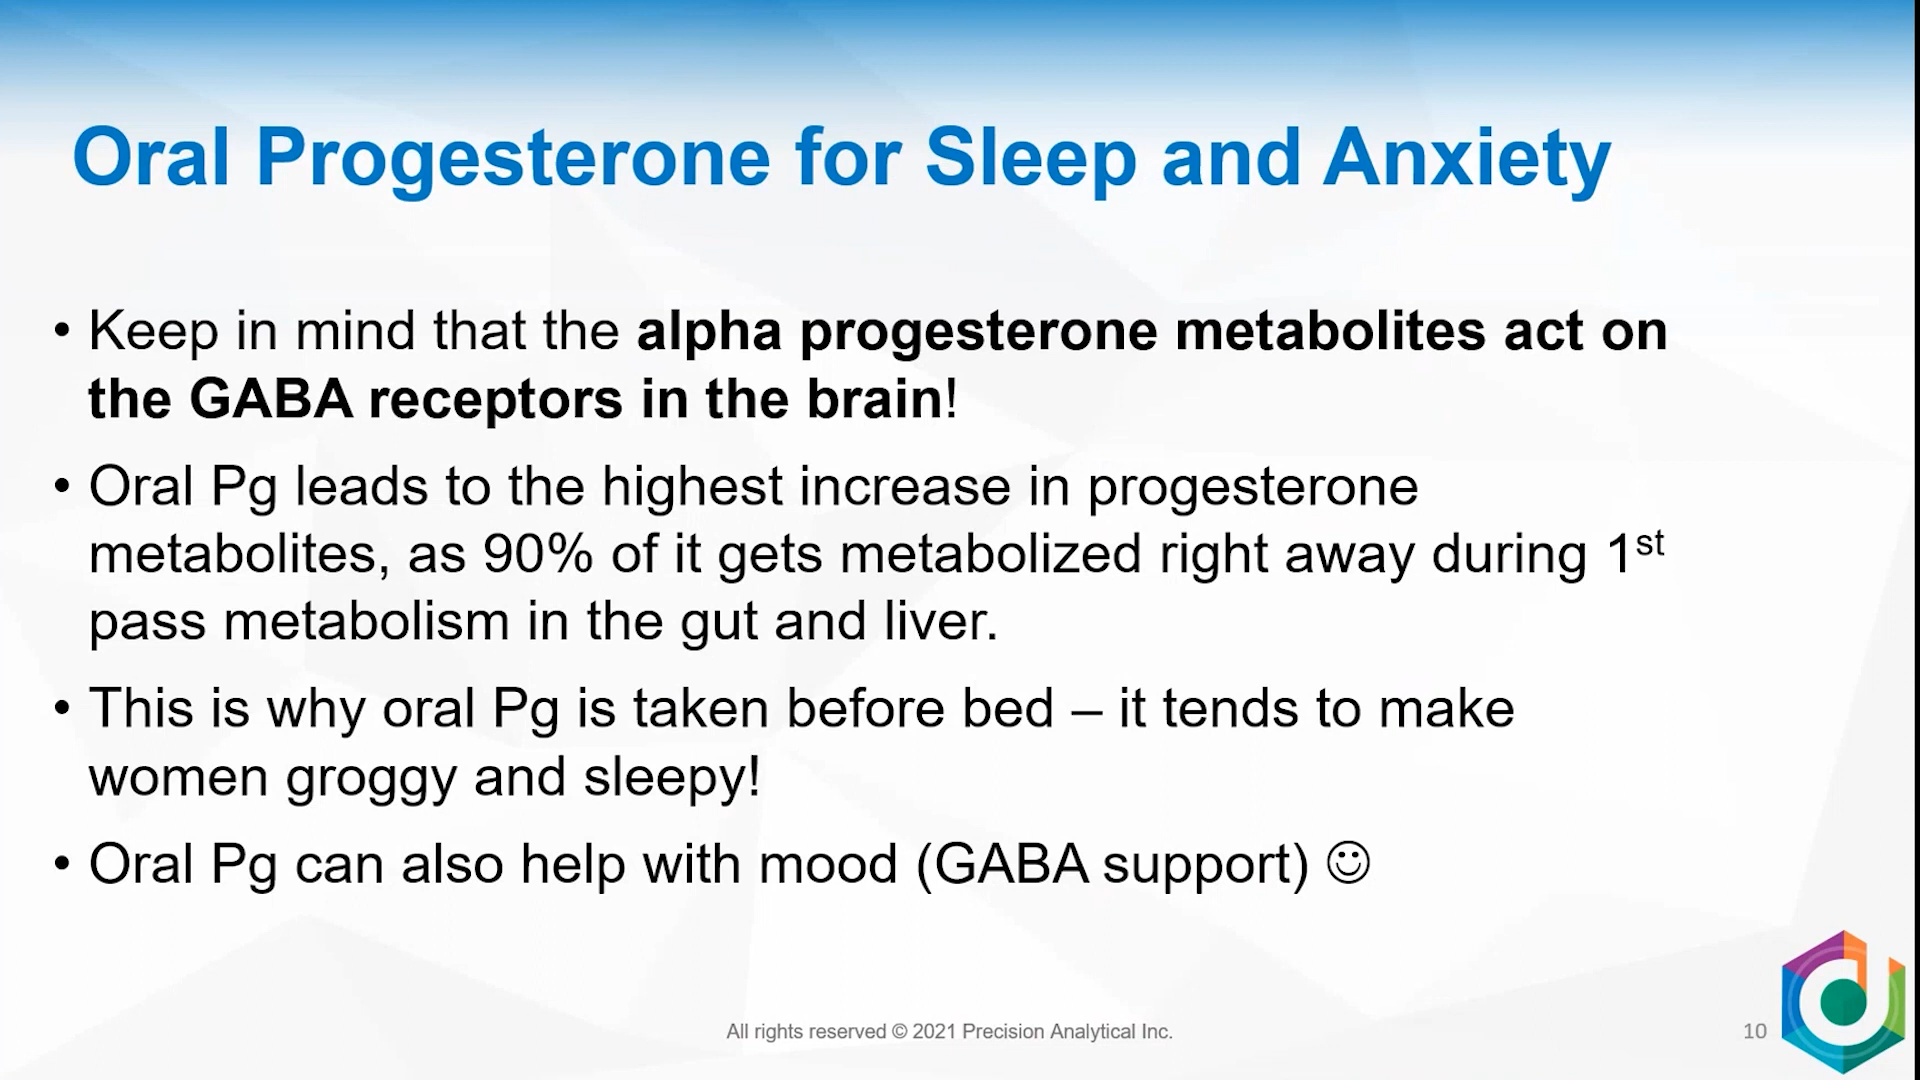 Oral Progesterone for Sleep and Anxiety
• Keep in mind that the alpha progesterone metabolites act on
the GABA receptors in the brain!
• Oral Pg leads to the highest increase in progesterone
metabolites, as 90% of it gets metabolized right away during 1st
pass metabolism in the gut and liver.
• This is why oral Pg is taken before bed – it tends to make
women groggy and sleepy!
• Oral Pg can also help with mood (GABA support) ☺
All rights reserved © 2021 Precision Analytical Inc.
10